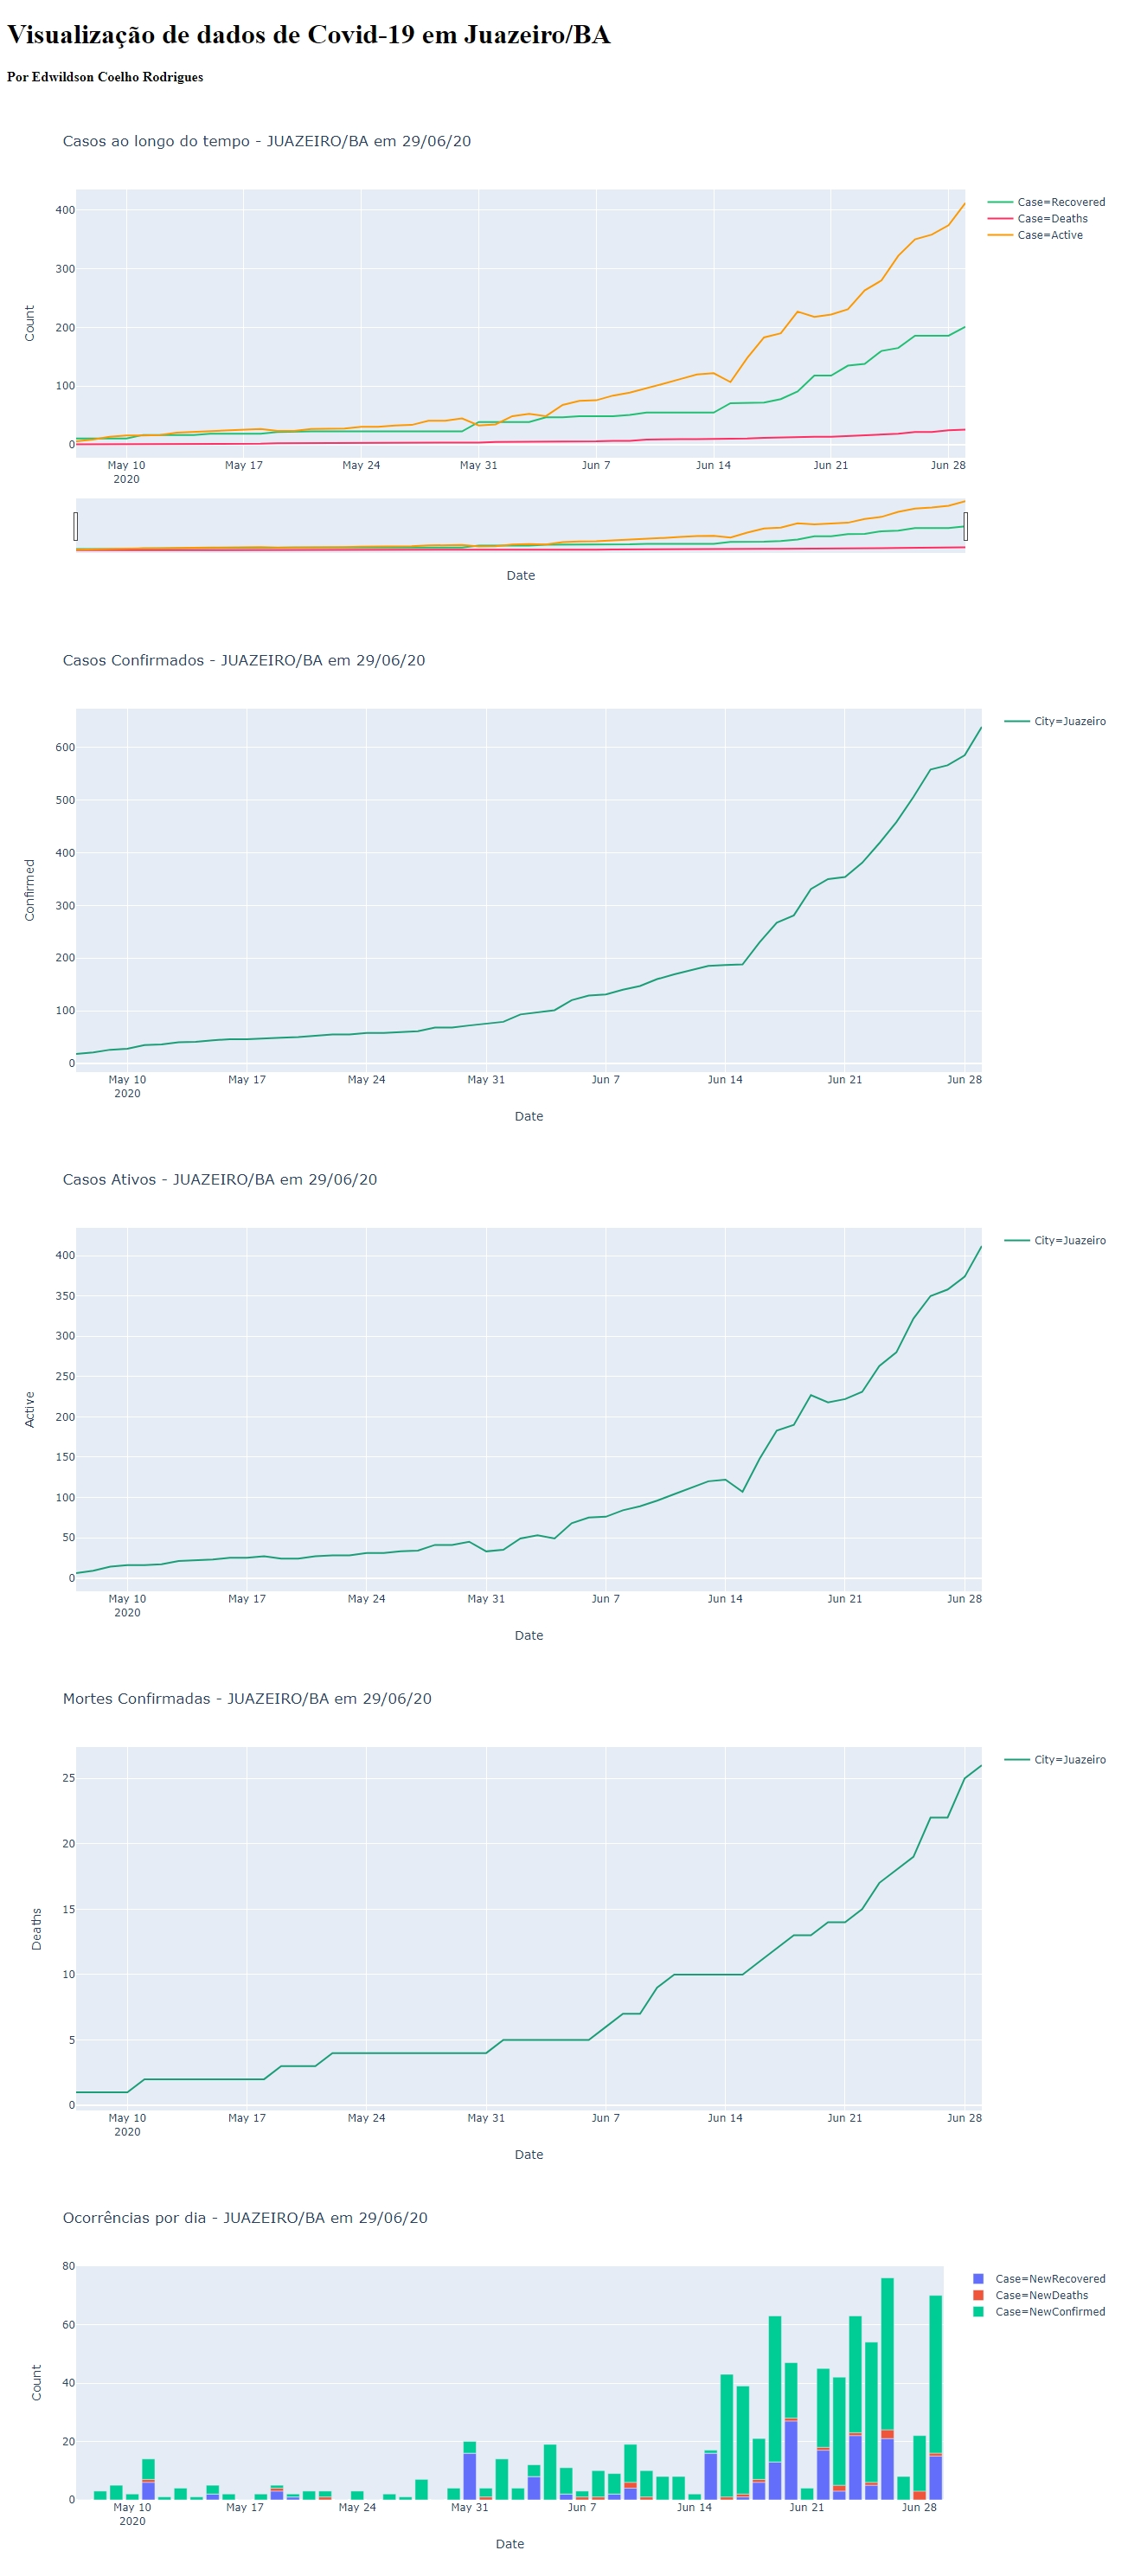 Visualização de dados de Covid-19 em Juazeiro/BA
Por Edwildson Coelho Rodrigues
Casos ao longo do tempo - JUAZEIRO/BA em 29/06/20
Case=Recovered
Case=Deaths
Case=Active
Count
400
300
200
100
0
May 10
2020
May 17
May 24
May 31
Jun 7
Jun 14
Jun 21
Jun 28
Date
Casos Confirmados - JUAZEIRO/BA em 29/06/20
City=Juazeiro
Confirmed
600
500
400
300
200
100
0
May 10
2020
May 17
May 24
May 31
Jun 7
Jun 14
Jun 21
Jun 28
Date
Casos Ativos - JUAZEIRO/BA em 29/06/20
City=Juazeiro
Active
400
350
300
250
200
150
100
50
0
May 10
2020
May 17
May 24
May 31
Jun 7
Jun 14
Jun 21
Jun 28
Date
Mortes Confirmadas - JUAZEIRO/BA em 29/06/20
City=Juazeiro
Deaths
25
20
15
10
5
0
May 10
2020
May 17
May 24
May 31
Jun 7
Jun 14
Jun 21
Jun 28
Date
Ocorrências por dia - JUAZEIRO/BA em 29/06/20
Case=NewRecovered
Case=NewDeaths
Case=NewConfirmed
Count
80
60
40
20
0
May 10
2020
May 17
May 24
May 31
Jun 7
Jun 14
Jun 21
Jun 28
Date